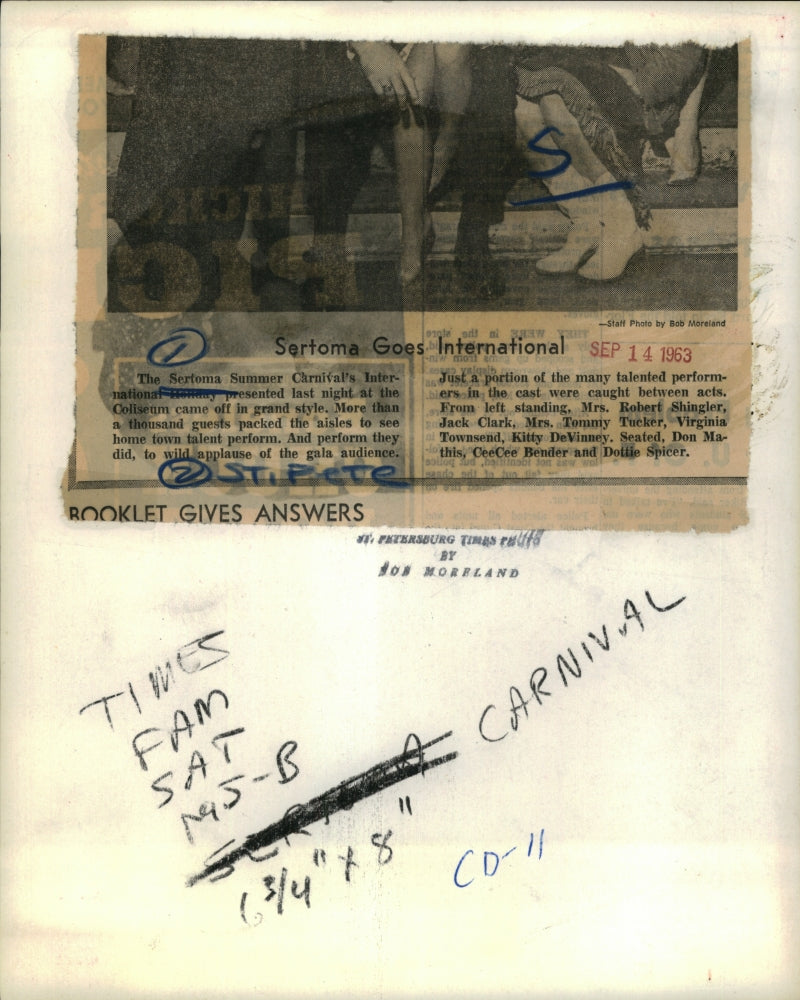 S
—Staff Photo by Bob Moreland
1
Sertoma Goes International
SEP 14 1963
The Sertoma Summer Carnival's Inter-
national Holiday presented last night at the
Coliseum came off in grand style. More than
a thousand guests packed the aisles to see
home town talent perform. And perform they
did, to wild applause of the gala audience.
Just a portion of the many talented perform-
ers in the cast were caught between acts.
From left standing, Mrs. Robert Shingler,
Jack Clark, Mrs. Tommy Tucker, Virginia
Townsend, Kitty DeVinney. Seated, Don Ma-
this, CeeCee Bender and Dottie Spicer.
2 ST. PETE
BOOKLET GIVES ANSWERS
ST. PETERSBURG TIMES PHOTO
BY
BOB MORELAND
TIMES
FAM
SAT
CARNIVAL
6 3/4" x 8"
CD-11